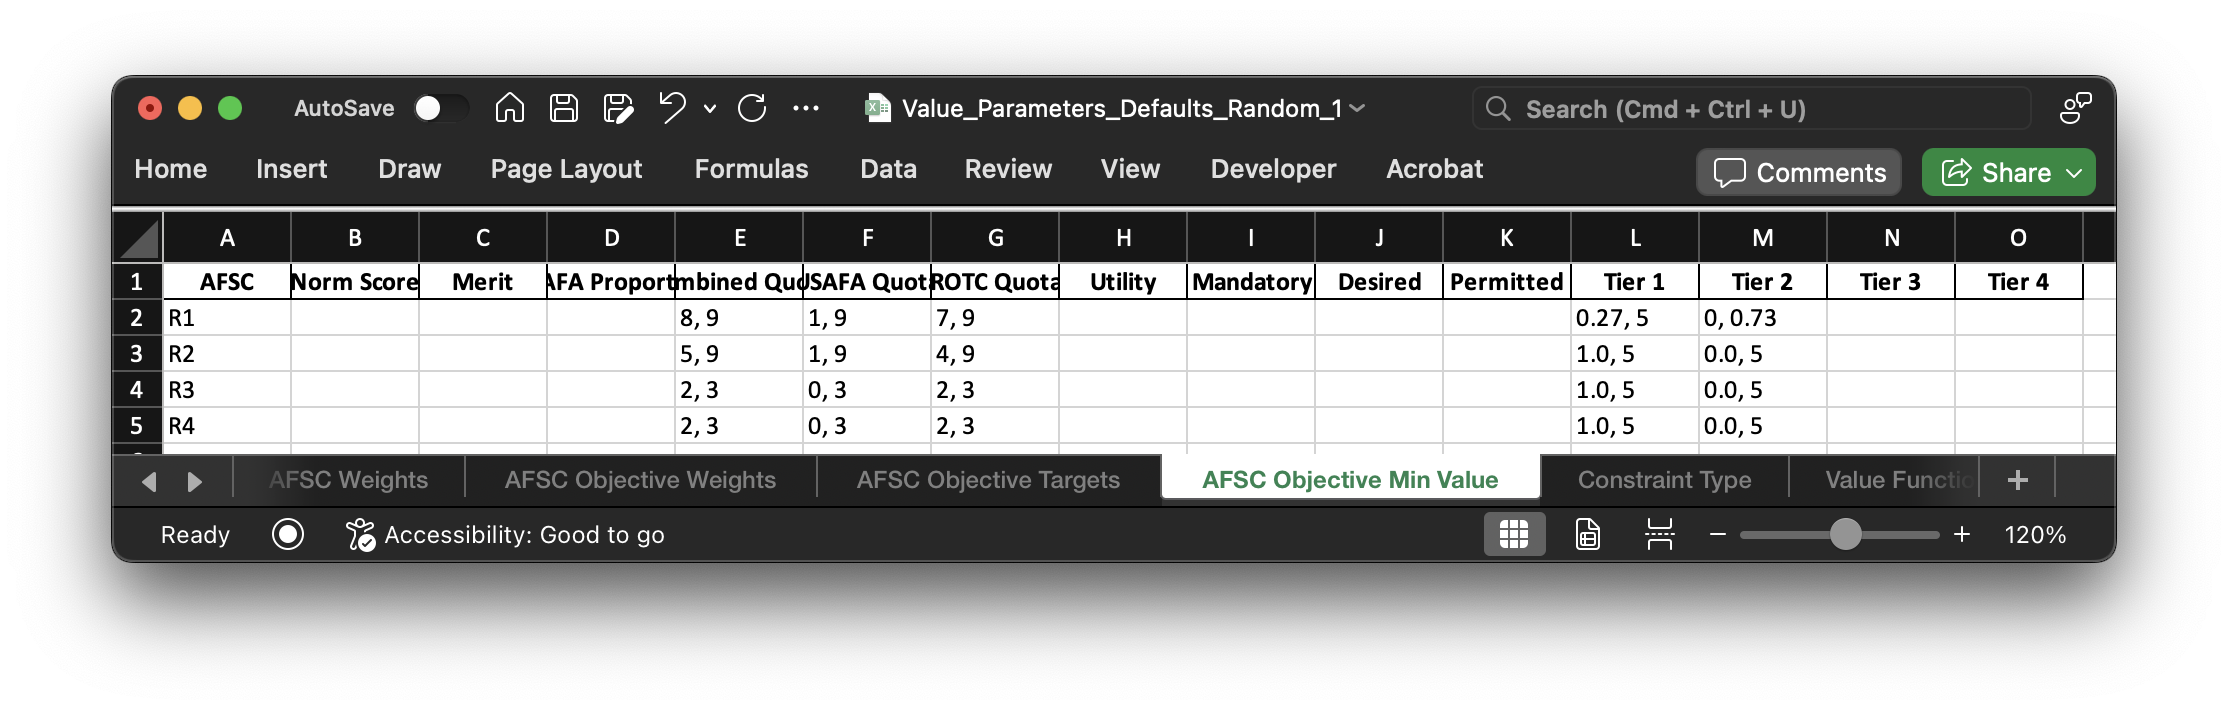 AutoSave Value_Parameters_Defaults_Random_1 Search (Cmd + Ctrl + U)
Home Insert Draw Page Layout Formulas Data Review View Developer Acrobat Comments Share
A B C D E F G H I J K L M N O
1 AFSC Norm Score Merit AFA Proport mbined Quo USAFA Quot ROTC Quota Utility Mandatory Desired Permitted Tier 1 Tier 2 Tier 3 Tier 4
2 R1 8, 9 1, 9 7, 9 0.27, 5 0, 0.73
3 R2 5, 9 1, 9 4, 9 1.0, 5 0.0, 5
4 R3 2, 3 0, 3 2, 3 1.0, 5 0.0, 5
5 R4 2, 3 0, 3 2, 3 1.0, 5 0.0, 5
AFSC Weights AFSC Objective Weights AFSC Objective Targets AFSC Objective Min Value Constraint Type Value Functio +
Ready Accessibility: Good to go − + 120%